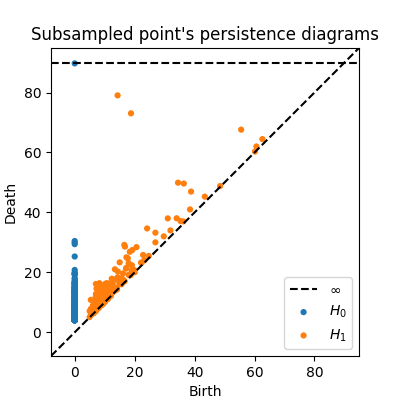 Subsampled point's persistence diagrams
80
60
40
20
0
Death
∞
H₀
H₁
0 20 40 60 80
Birth